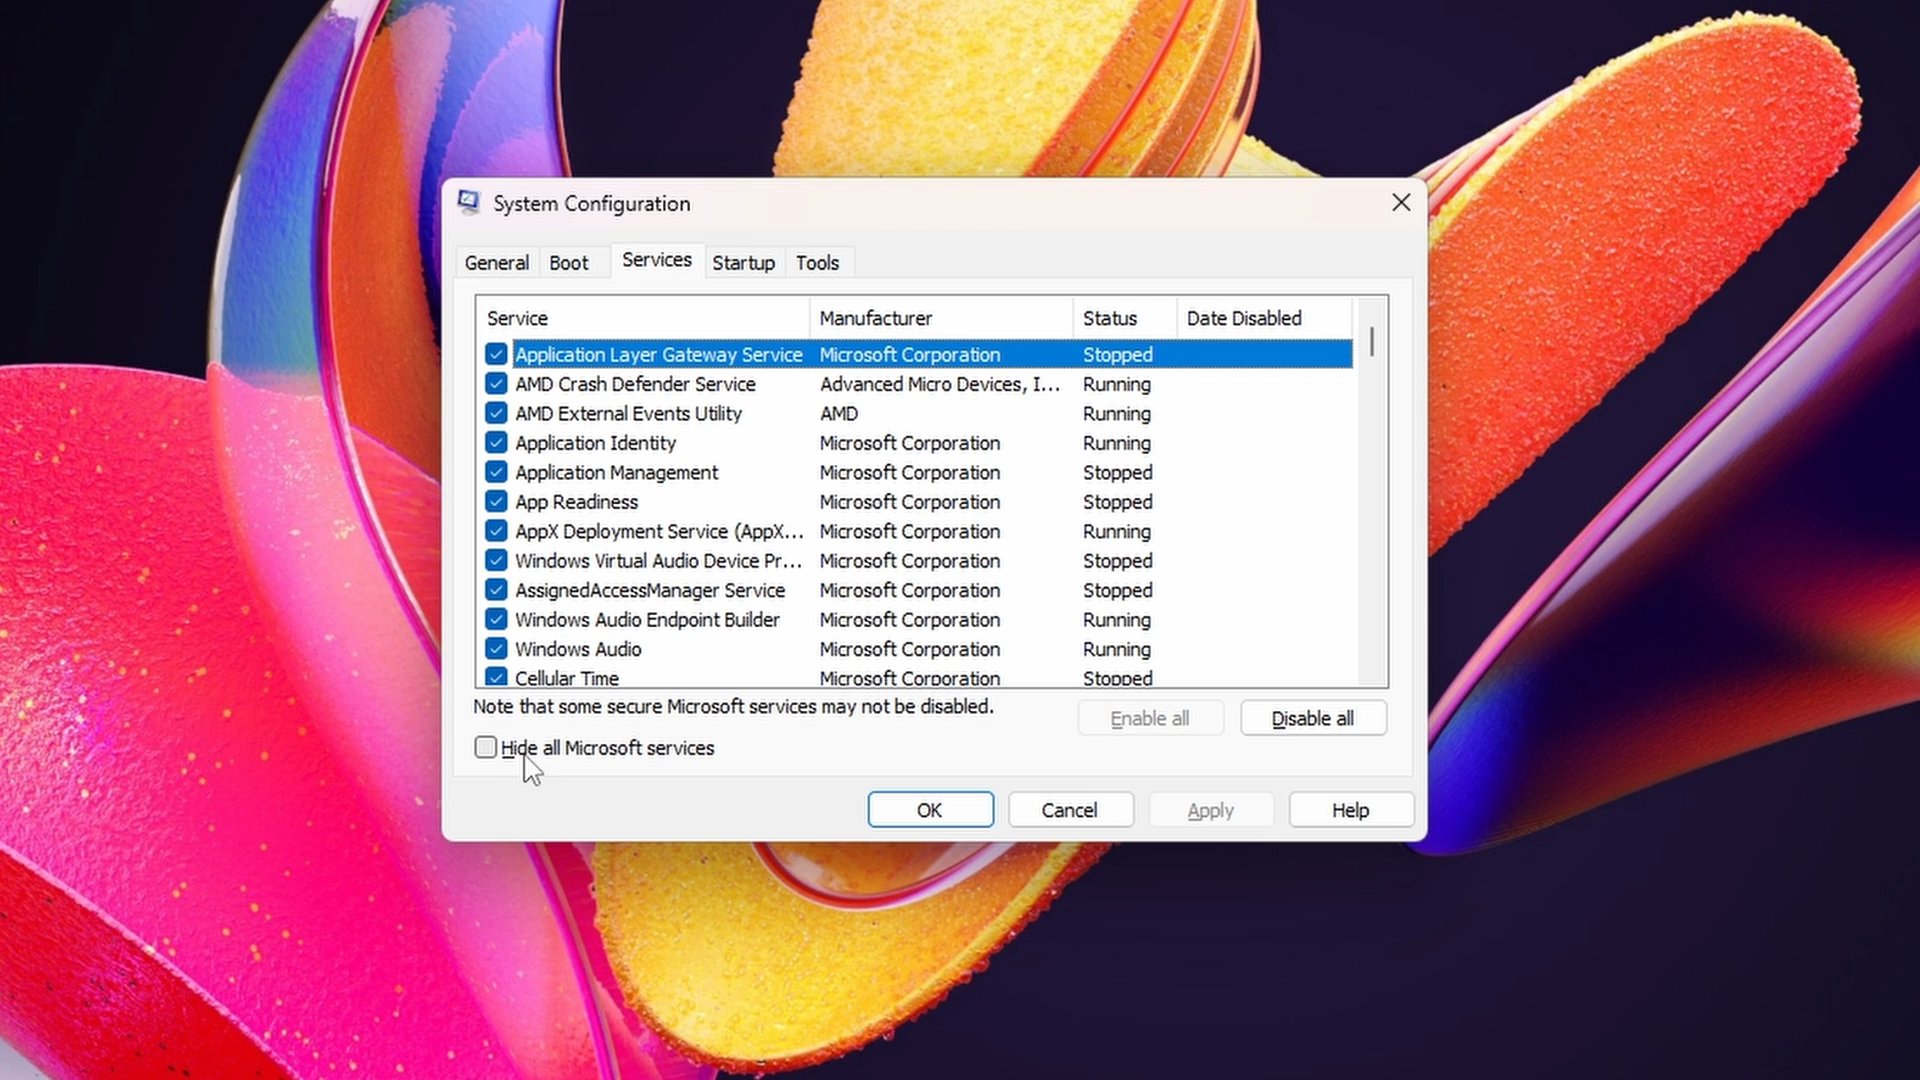 System Configuration
General Boot Services Startup Tools
Service Manufacturer Status Date Disabled
Application Layer Gateway Service Microsoft Corporation Stopped
AMD Crash Defender Service Advanced Micro Devices, I... Running
AMD External Events Utility AMD Running
Application Identity Microsoft Corporation Running
Application Management Microsoft Corporation Stopped
App Readiness Microsoft Corporation Stopped
AppX Deployment Service (AppX... Microsoft Corporation Running
Windows Virtual Audio Device Pr... Microsoft Corporation Stopped
AssignedAccessManager Service Microsoft Corporation Stopped
Windows Audio Endpoint Builder Microsoft Corporation Running
Windows Audio Microsoft Corporation Running
Cellular Time Microsoft Corporation Stopped
Note that some secure Microsoft services may not be disabled.
Enable all Disable all
Hide all Microsoft services
OK Cancel Apply Help